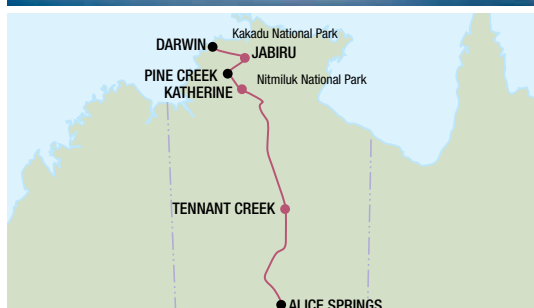 Kakadu National Park
DARWIN
JABIRU
PINE CREEK
Nitmiluk National Park
KATHERINE
TENNANT CREEK
ALICE SPRINGS